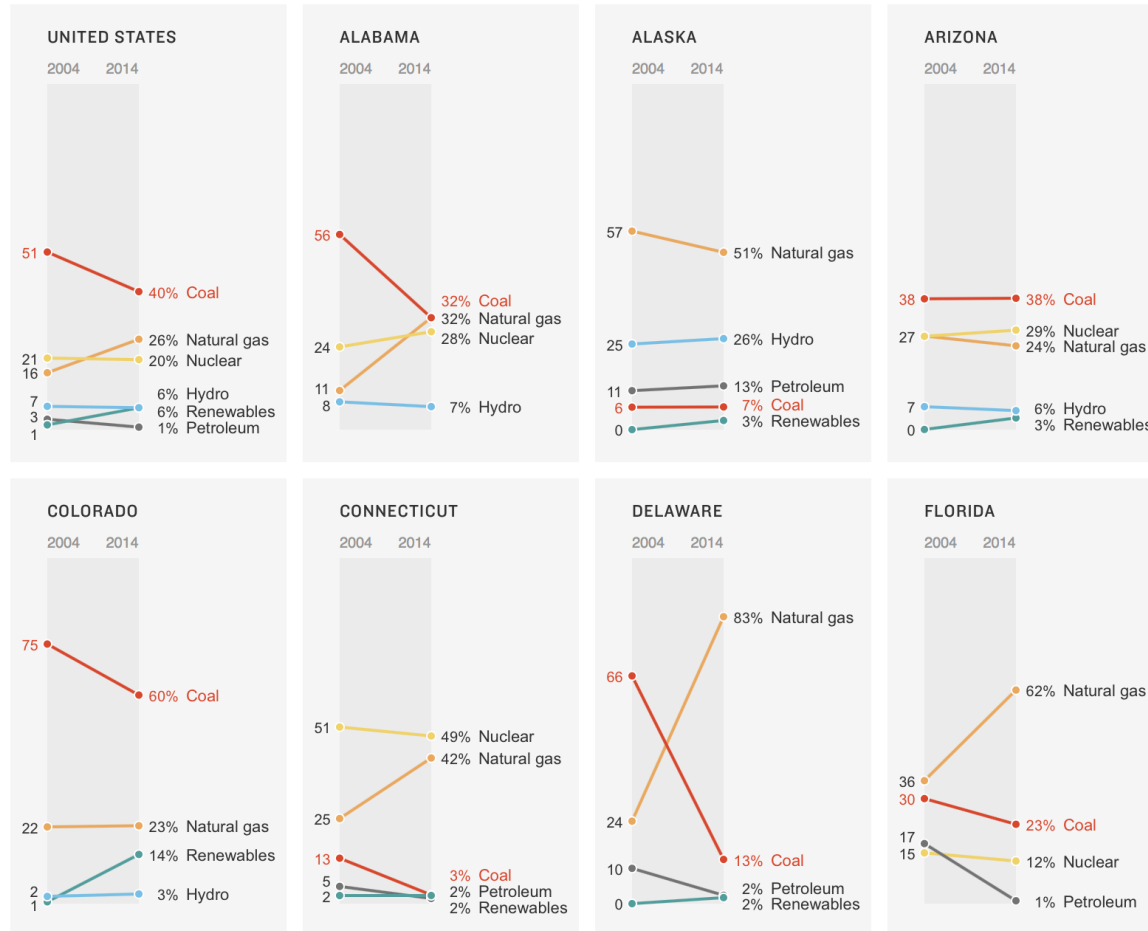 UNITED STATES
2004 2014
51
40% Coal
26% Natural gas
21
20% Nuclear
16
6% Hydro
7
6% Renewables
3
1% Petroleum
1
ALABAMA
2004 2014
56
32% Coal
32% Natural gas
28% Nuclear
24
11
8
7% Hydro
ALASKA
2004 2014
57
51% Natural gas
26% Hydro
25
13% Petroleum
11
7% Coal
6
3% Renewables
0
ARIZONA
2004 2014
38
38% Coal
29% Nuclear
27
24% Natural gas
7
6% Hydro
3% Renewables
0
COLORADO
2004 2014
75
60% Coal
22
23% Natural gas
14% Renewables
2
3% Hydro
1
CONNECTICUT
2004 2014
51
49% Nuclear
42% Natural gas
25
13
3% Coal
5
2% Petroleum
2
2% Renewables
DELAWARE
2004 2014
83% Natural gas
66
24
13% Coal
10
2% Petroleum
0
2% Renewables
FLORIDA
2004 2014
62% Natural gas
36
30
23% Coal
17
15
12% Nuclear
1% Petroleum